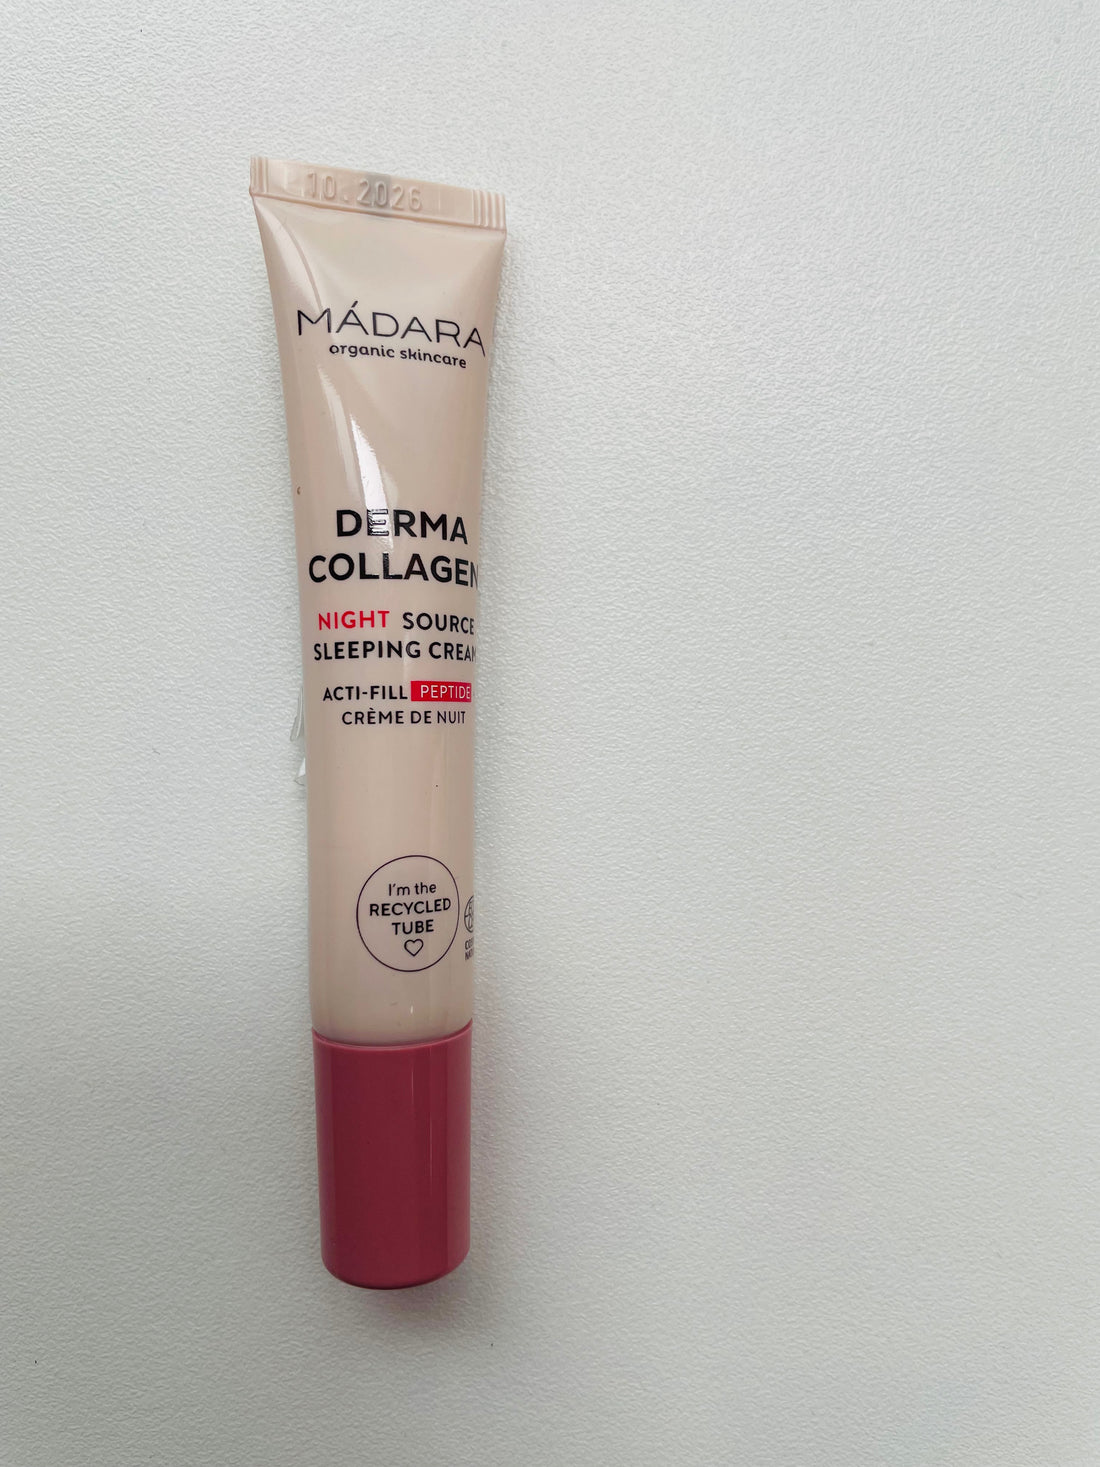 10.2026
MÁDARA
organic skincare
DERMA
COLLAGEN
NIGHT SOURCE
SLEEPING CREAM
ACTI-FILL PEPTIDE
CRÈME DE NUIT
I'm the
RECYCLED
TUBE